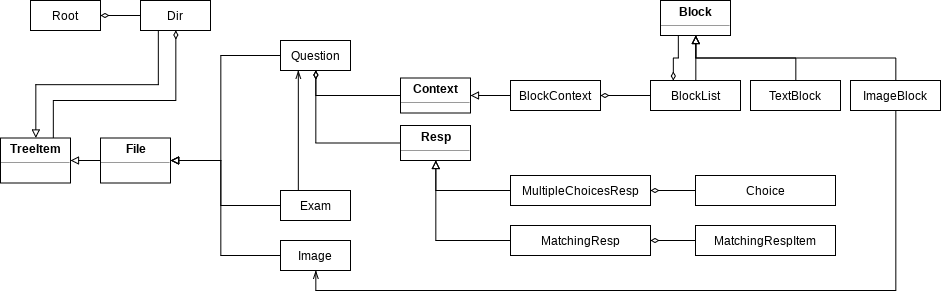 Root
Dir
Block
Question
Context
BlockContext
BlockList
TextBlock
ImageBlock
TreeItem
File
Resp
MultipleChoicesResp
Choice
Exam
MatchingResp
MatchingRespItem
Image